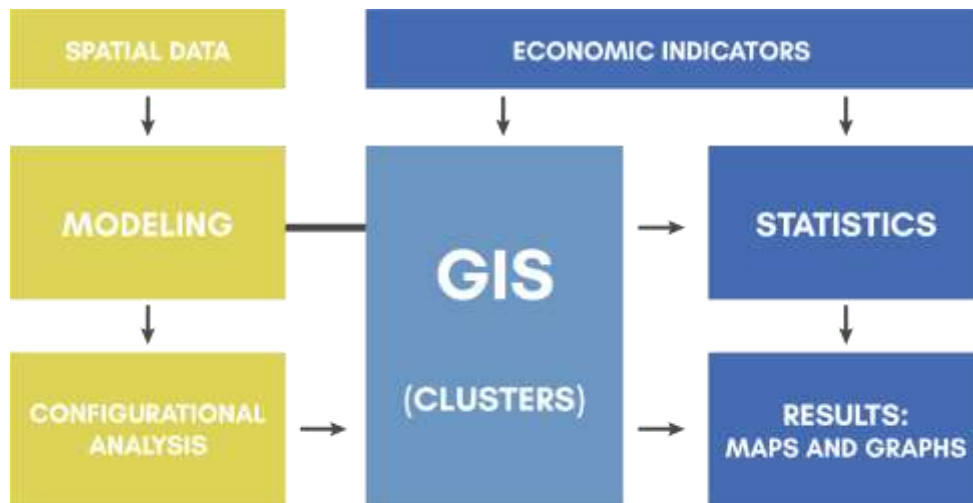 SPATIAL DATA
ECONOMIC INDICATORS
MODELING
GIS
(CLUSTERS)
STATISTICS
CONFIGURATIONAL
ANALYSIS
RESULTS:
MAPS AND GRAPHS